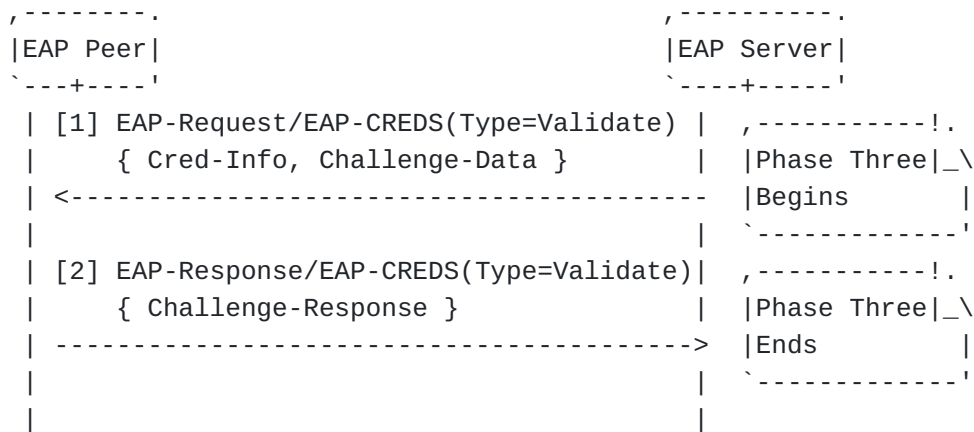 ,--------.                                 ,----------.
|EAP Peer|                                 |EAP Server|
`---+----'                                 `----+-----'
 | [1] EAP-Request/EAP-CREDS(Type=Validate) |  ,-----------!.
 |     { Cred-Info, Challenge-Data }        |  |Phase Three|_\
 | <-----------------------------------------  |Begins       |
 |                                          |  `-------------'
 | [2] EAP-Response/EAP-CREDS(Type=Validate)|  ,-----------!.
 |     { Challenge-Response }               |  |Phase Three|_\
 | ----------------------------------------->  |Ends         |
 |                                          |  `-------------'
 |                                          |